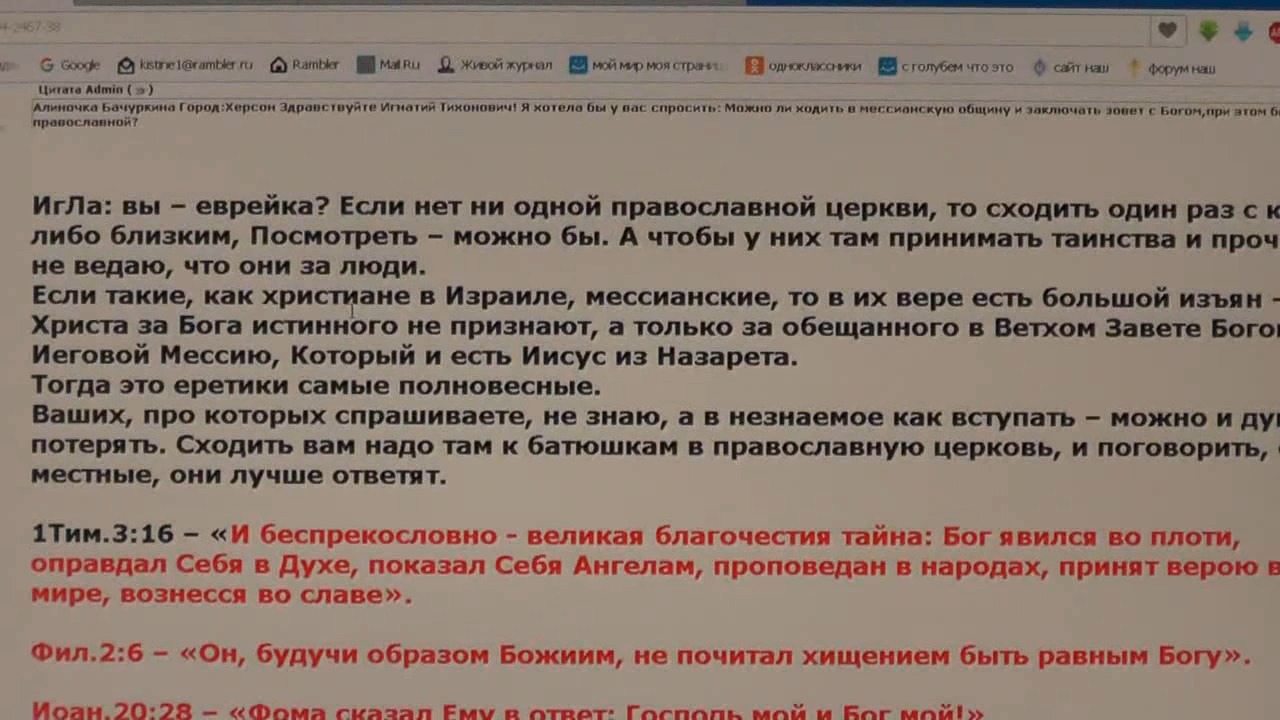 4-2467-38
Google kistine1@rambler.ru Rambler Mail.Ru Живой журнал мой мир моя страни одноклассники с голубем что это сайт наш форум наш
Цитата Admin ( )
Алиночка Бачуркина Город:Херсон Здравствуйте Игнатий Тихонович! Я хотела бы у вас спросить: Можно ли ходить в мессианскую общину и заключать зовет с Богом,при этом б
православной?
ИгЛа: вы – еврейка? Если нет ни одной православной церкви, то сходить один раз с к
либо близким, Посмотреть – можно бы. А чтобы у них там принимать таинства и проч
не ведаю, что они за люди.
Если такие, как христиане в Израиле, мессианские, то в их вере есть большой изъян -
Христа за Бога истинного не признают, а только за обещанного в Ветхом Завете Богом
Иеговой Мессию, Который и есть Иисус из Назарета.
Тогда это еретики самые полновесные.
Ваших, про которых спрашиваете, не знаю, а в незнаемое как вступать – можно и ду
потерять. Сходить вам надо там к батюшкам в православную церковь, и поговорить,
местные, они лучше ответят.
1Тим.3:16 – «И беспрекословно - великая благочестия тайна: Бог явился во плоти,
оправдал Себя в Духе, показал Себя Ангелам, проповедан в народах, принят верою в
мире, вознесся во славе».
Фил.2:6 – «Он, будучи образом Божиим, не почитал хищением быть равным Богу».
Иоан.20:28 – «Фома сказал Ему в ответ: Господь мой и Бог мой!»